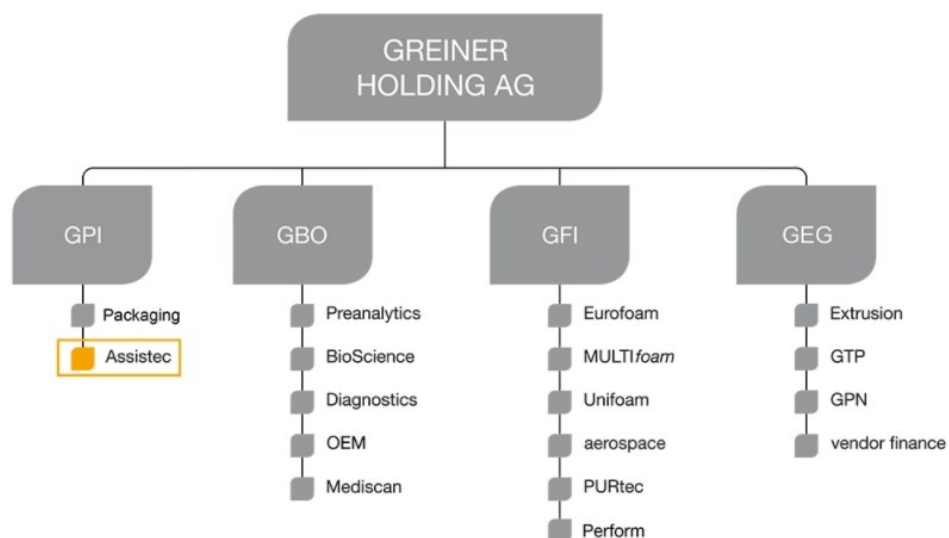 GREINER
HOLDING AG
GPI
GBO
GFI
GEG
Packaging
Assistec
Preanalytics
BioScience
Diagnostics
OEM
Mediscan
Eurofoam
MULTIfoam
Unifoam
aerospace
PURtec
Perform
Extrusion
GTP
GPN
vendor finance